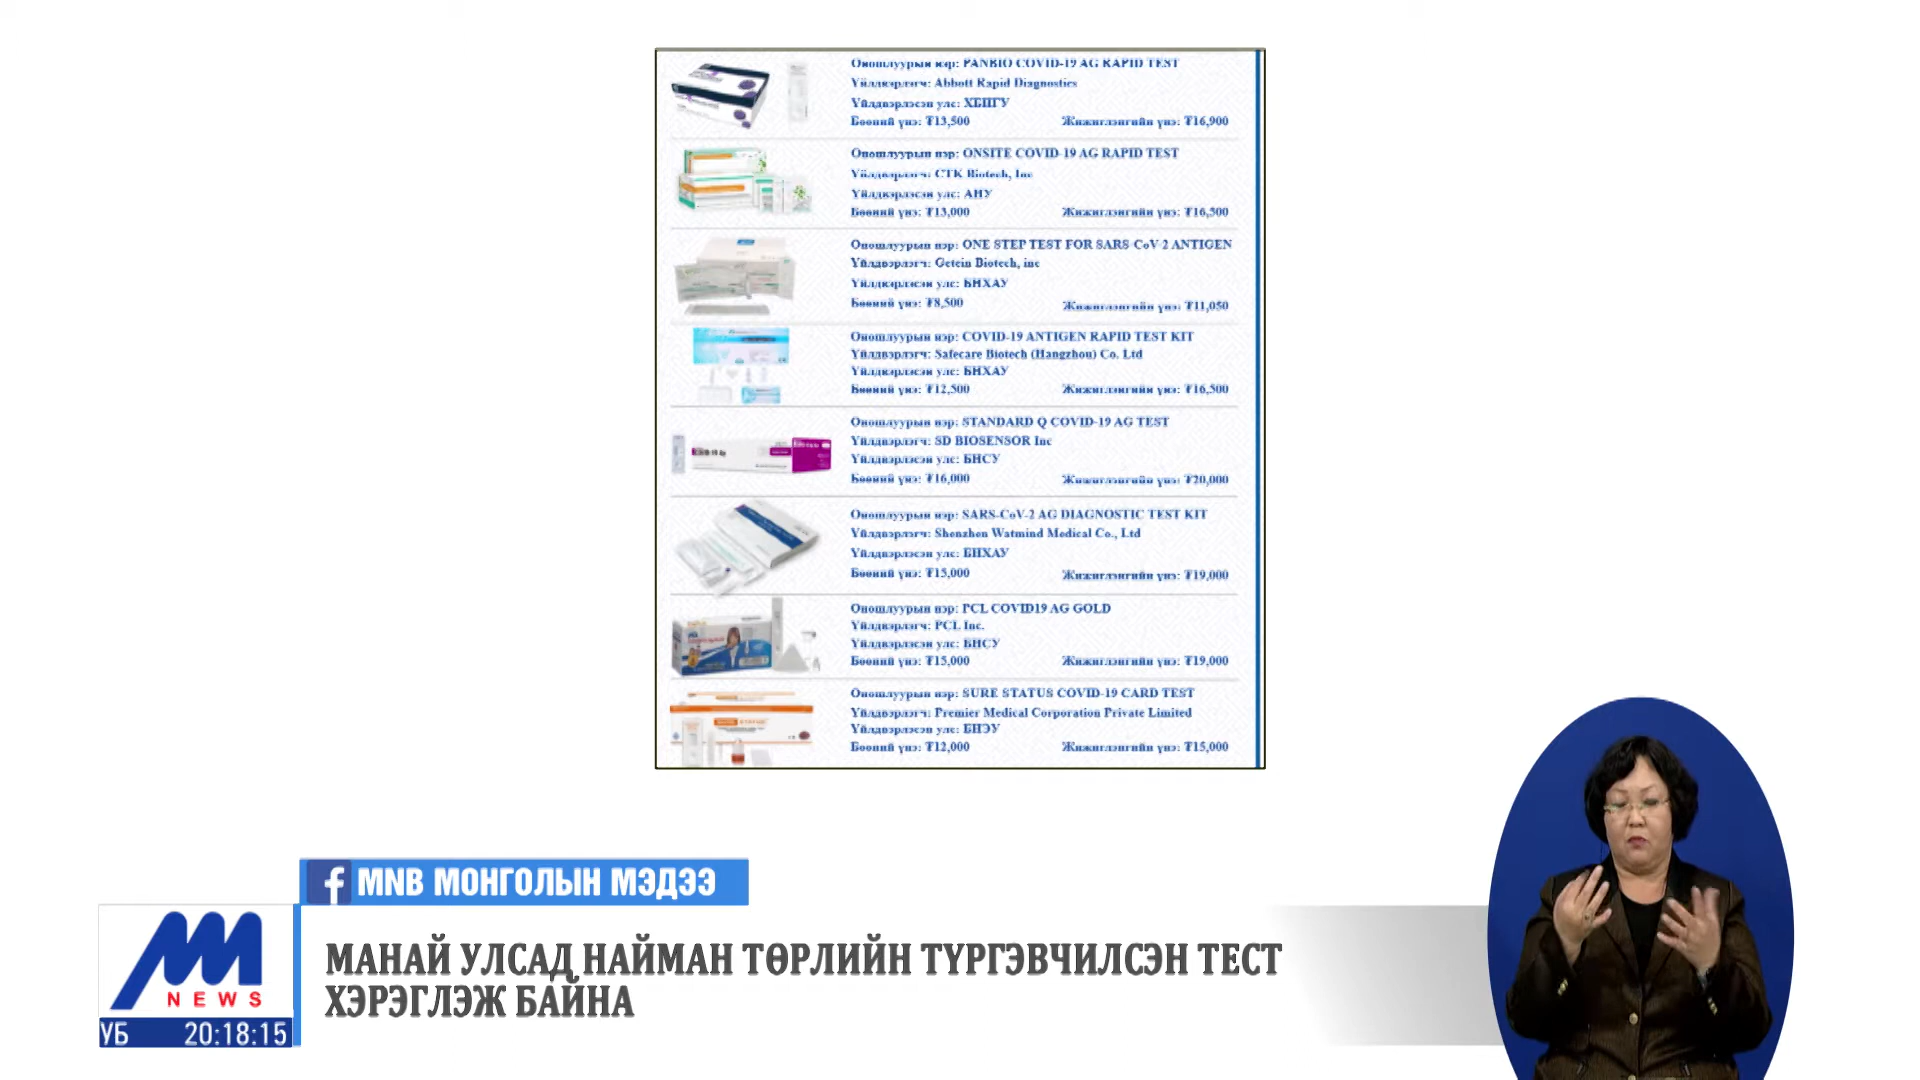 Оношлуурын нэр: PANBIO COVID-19 AG RAPID TEST
Үйлдвэрлэгч: Abbott Rapid Diagnostics
Үйлдвэрлэсэн улс: ХБНГУ
Бөөний үнэ: ₮13,500 Жижиглэнгийн үнэ: ₮16,900
Оношлуурын нэр: ONSITE COVID-19 AG RAPID TEST
Үйлдвэрлэгч: CTK Biotech, Inc
Үйлдвэрлэсэн улс: АНУ
Бөөний үнэ: ₮13,000 Жижиглэнгийн үнэ: ₮16,500
Оношлуурын нэр: ONE STEP TEST FOR SARS-CoV-2 ANTIGEN
Үйлдвэрлэгч: Getein Biotech, inc
Үйлдвэрлэсэн улс: БНХАУ
Бөөний үнэ: ₮8,500 Жижиглэнгийн үнэ: ₮11,050
Оношлуурын нэр: COVID-19 ANTIGEN RAPID TEST KIT
Үйлдвэрлэгч: Safecare Biotech (Hangzhou) Co. Ltd
Үйлдвэрлэсэн улс: БНХАУ
Бөөний үнэ: ₮12,500 Жижиглэнгийн үнэ: ₮16,500
Оношлуурын нэр: STANDARD Q COVID-19 AG TEST
Үйлдвэрлэгч: SD BIOSENSOR Inc
Үйлдвэрлэсэн улс: БНСУ
Бөөний үнэ: ₮16,000 Жижиглэнгийн үнэ: ₮20,000
Оношлуурын нэр: SARS-CoV-2 AG DIAGNOSTIC TEST KIT
Үйлдвэрлэгч: Shenzhen Watmind Medical Co., Ltd
Үйлдвэрлэсэн улс: БНХАУ
Бөөний үнэ: ₮15,000 Жижиглэнгийн үнэ: ₮19,000
Оношлуурын нэр: PCL COVID19 AG GOLD
Үйлдвэрлэгч: PCL Inc.
Үйлдвэрлэсэн улс: БНСУ
Бөөний үнэ: ₮15,000 Жижиглэнгийн үнэ: ₮19,000
Оношлуурын нэр: SURE STATUS COVID-19 CARD TEST
Үйлдвэрлэгч: Premier Medical Corporation Private Limited
Үйлдвэрлэсэн улс: БНЭУ
Бөөний үнэ: ₮12,000 Жижиглэнгийн үнэ: ₮15,000
MNB МОНГОЛЫН МЭДЭЭ
МАНАЙ УЛСАД НАЙМАН ТӨРЛИЙН ТҮРГЭВЧИЛСЭН ТЕСТ
ХЭРЭГЛЭЖ БАЙНА
NEWS
УБ 20:18:15